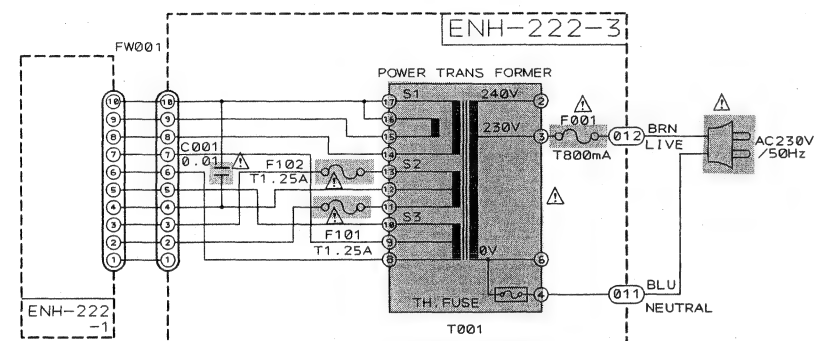 ENH-222-3
FW001
POWER TRANS FORMER
S1
240V
17
2
F001
16
15
230V
3
012
BRN
LIVE
T800mA
AC230V
/50Hz
14
C001
0.01
F102
T1.25A
S2
13
12
11
F101
T1.25A
S3
10
9
8
0V
6
4
TH.FUSE
T001
011
BLU
NEUTRAL
10 10
9 9
8 8
7 7
6 6
5 5
4 4
3 3
2 2
1 1
ENH-222
-1